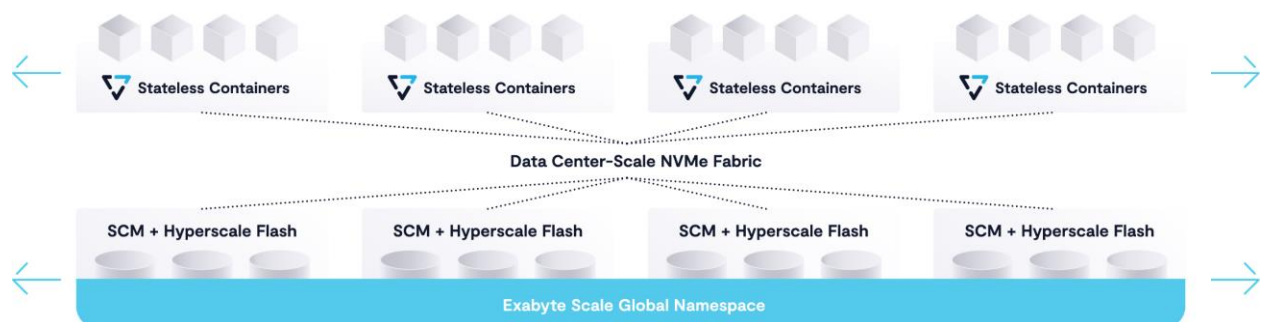 Stateless Containers
Stateless Containers
Stateless Containers
Stateless Containers
Data Center-Scale NVMe Fabric
SCM + Hyperscale Flash
SCM + Hyperscale Flash
SCM + Hyperscale Flash
SCM + Hyperscale Flash
Exabyte Scale Global Namespace